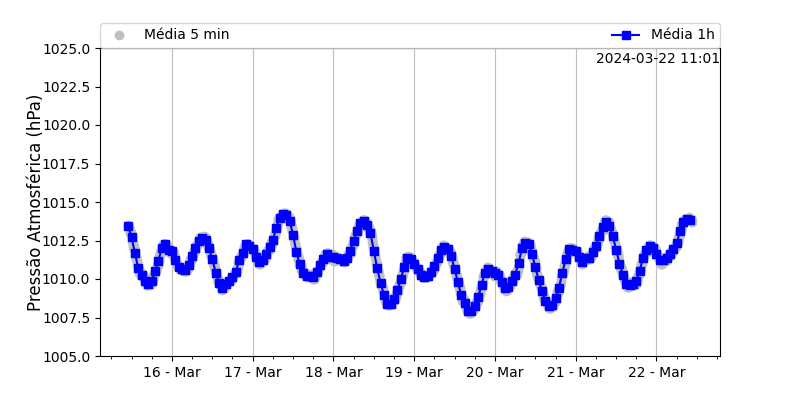 Média 5 min
Média 1h
2024-03-22 11:01
Pressão Atmosférica (hPa)
1025.0
1022.5
1020.0
1017.5
1015.0
1012.5
1010.0
1007.5
1005.0
16 - Mar
17 - Mar
18 - Mar
19 - Mar
20 - Mar
21 - Mar
22 - Mar